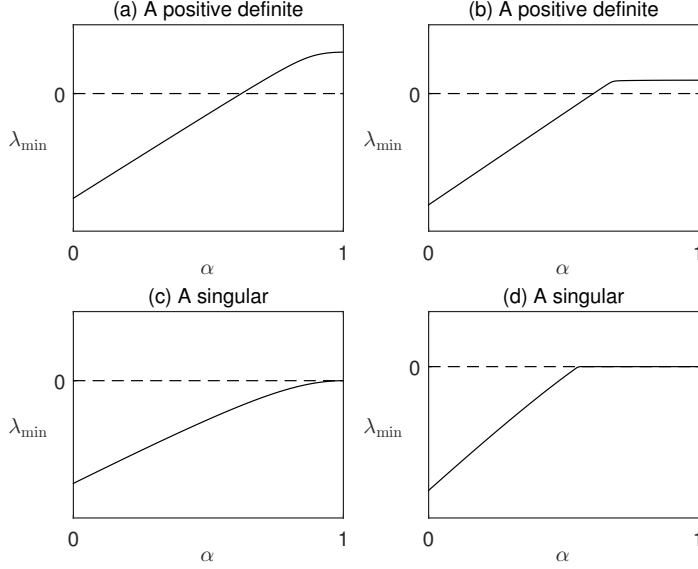 (a) A positive definite
0
λmin
0
1
α
(b) A positive definite
0
λmin
0
1
α
(c) A singular
0
λmin
0
1
α
(d) A singular
0
λmin
0
1
α